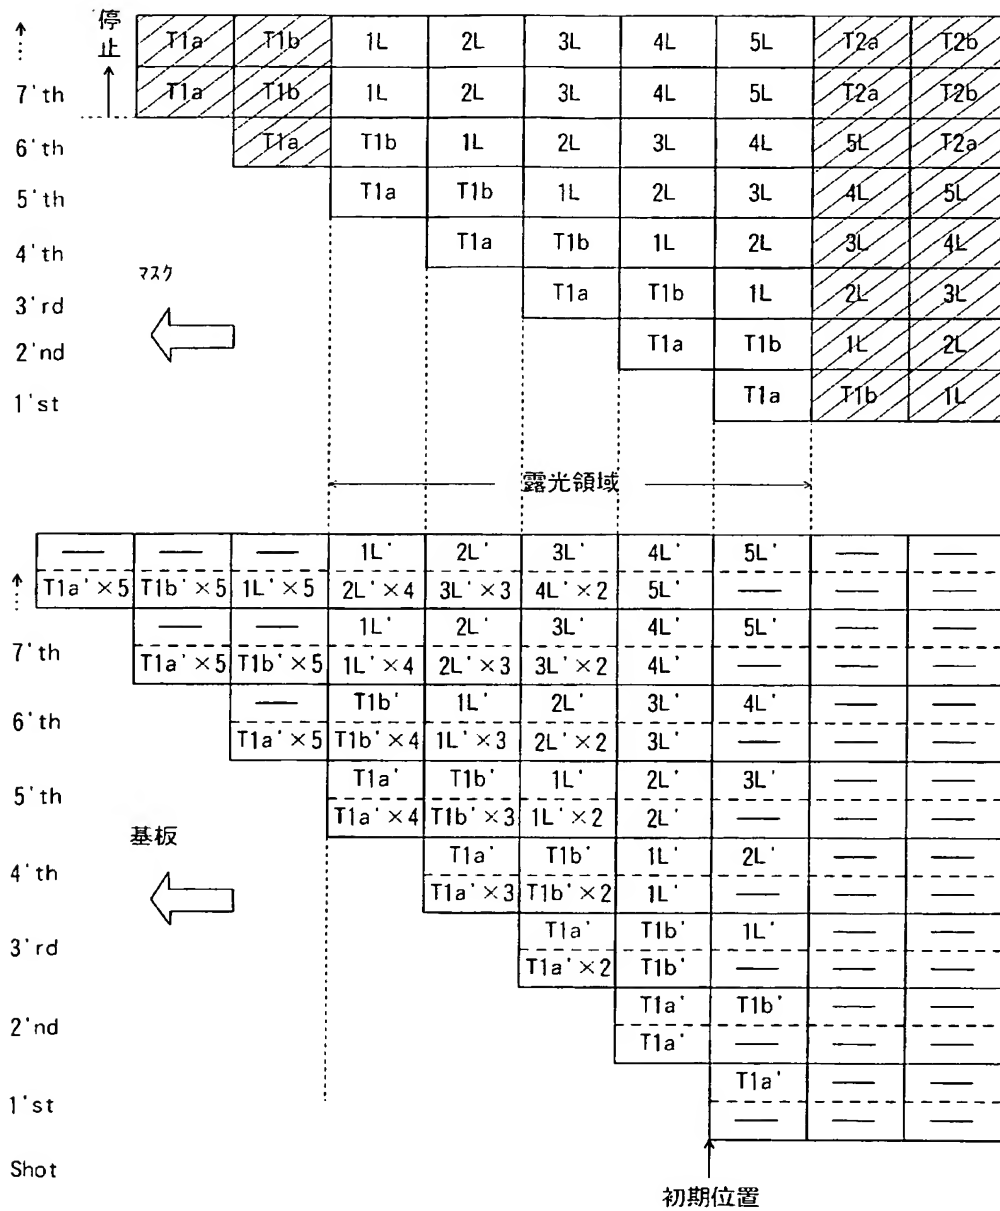 停止 T1a T1b 1L 2L 3L 4L 5L T2a T2b
7'th T1a T1b 1L 2L 3L 4L 5L T2a T2b
6'th T1a T1b 1L 2L 3L 4L 5L T2a
5'th T1a T1b 1L 2L 3L 4L 5L
4'th T1a T1b 1L 2L 3L 4L
マスク
3'rd T1a T1b 1L 2L 3L
2'nd T1a T1b 1L 2L
1'st T1a T1b 1L
露光領域
— — — 1L' 2L' 3L' 4L' 5L' — —
T1a'×5 T1b'×5 1L'×5 2L'×4 3L'×3 4L'×2 5L' — — —
— — 1L' 2L' 3L' 4L' 5L' — —
7'th T1a'×5 T1b'×5 1L'×4 2L'×3 3L'×2 4L' — — —
— T1b' 1L' 2L' 3L' 4L' — —
6'th T1a'×5 T1b'×4 1L'×3 2L'×2 3L' — — —
T1a' T1b' 1L' 2L' 3L' — —
5'th T1a'×4 T1b'×3 1L'×2 2L' — — —
基板
T1a' T1b' 1L' 2L' — —
4'th T1a'×3 T1b'×2 1L' — — —
T1a' T1b' 1L' — —
3'rd T1a'×2 T1b' — — —
T1a' T1b' — —
2'nd T1a' — — —
T1a' — —
1'st — — —
Shot
初期位置